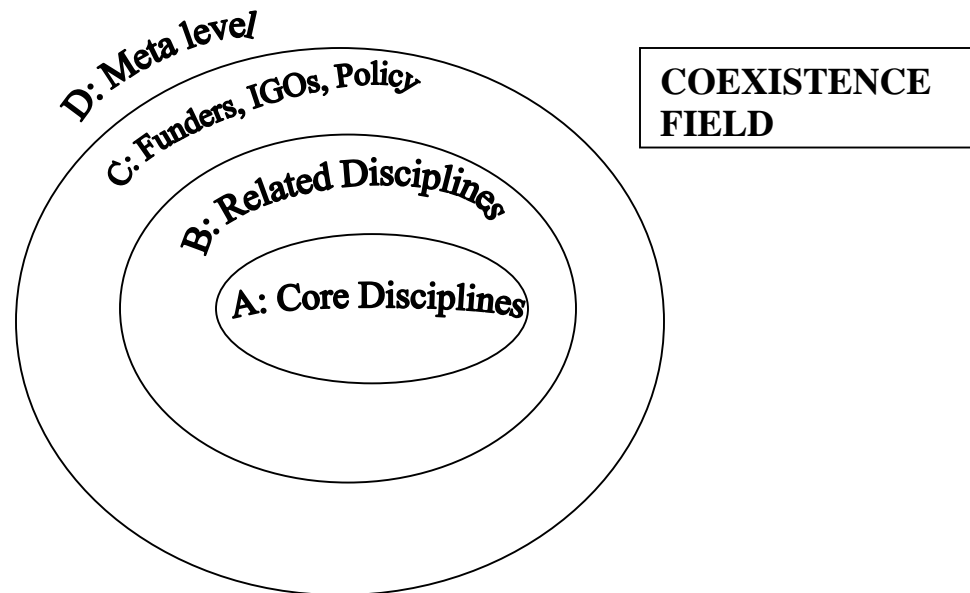 D: Meta level
C: Funders, IGOs, Policy
B: Related Disciplines
A: Core Disciplines
COEXISTENCE
FIELD